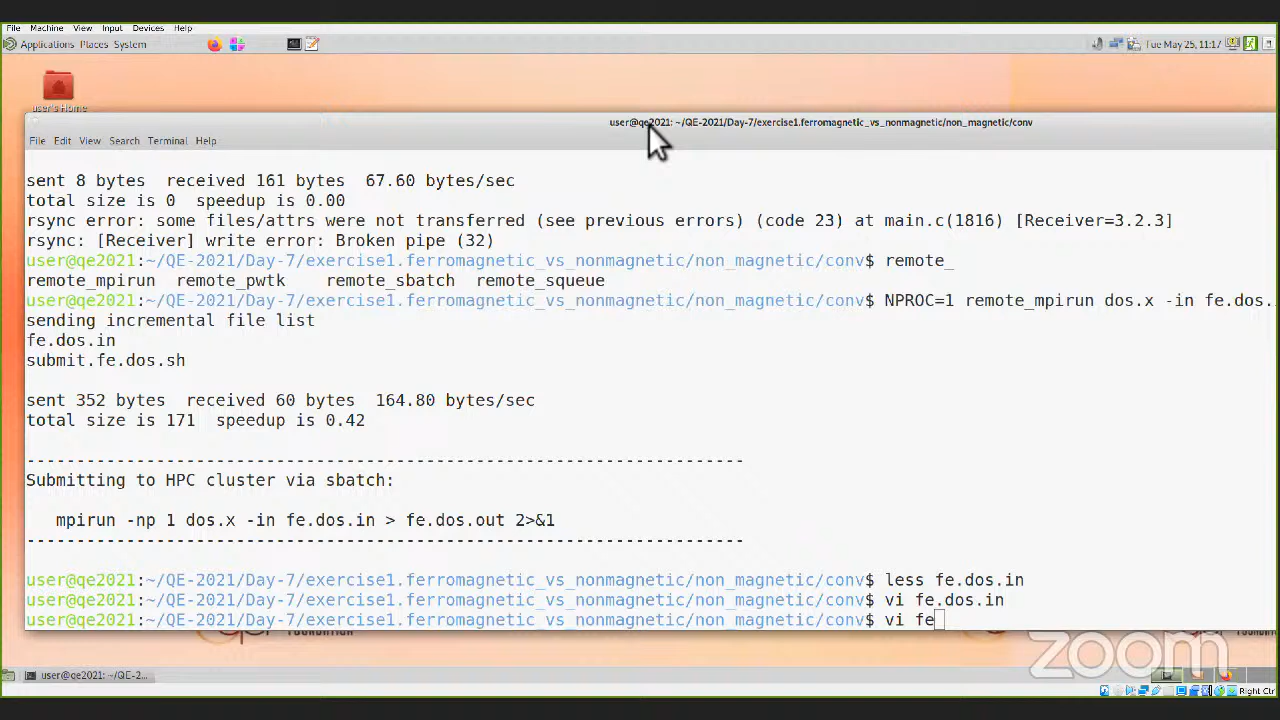 File Machine View Input Devices Help
Applications Places System
Tue May 25, 11:17
user's Home
user@qe2021: ~/QE-2021/Day-7/exercise1.ferromagnetic_vs_nonmagnetic/non_magnetic/conv
File Edit View Search Terminal Help
sent 8 bytes  received 161 bytes  67.60 bytes/sec
total size is 0  speedup is 0.00
rsync error: some files/attrs were not transferred (see previous errors) (code 23) at main.c(1816) [Receiver=3.2.3]
rsync: [Receiver] write error: Broken pipe (32)
user@qe2021:~/QE-2021/Day-7/exercise1.ferromagnetic_vs_nonmagnetic/non_magnetic/conv$ remote_
remote_mpirun  remote_pwtk    remote_sbatch  remote_squeue
user@qe2021:~/QE-2021/Day-7/exercise1.ferromagnetic_vs_nonmagnetic/non_magnetic/conv$ NPROC=1 remote_mpirun dos.x -in fe.dos.
sending incremental file list
fe.dos.in
submit.fe.dos.sh
sent 352 bytes  received 60 bytes  164.80 bytes/sec
total size is 171  speedup is 0.42
------------------------------------------------------------------------
Submitting to HPC cluster via sbatch:
mpirun -np 1 dos.x -in fe.dos.in > fe.dos.out 2>&1
------------------------------------------------------------------------
user@qe2021:~/QE-2021/Day-7/exercise1.ferromagnetic_vs_nonmagnetic/non_magnetic/conv$ less fe.dos.in
user@qe2021:~/QE-2021/Day-7/exercise1.ferromagnetic_vs_nonmagnetic/non_magnetic/conv$ vi fe.dos.in
user@qe2021:~/QE-2021/Day-7/exercise1.ferromagnetic_vs_nonmagnetic/non_magnetic/conv$ vi fe
zoom
user@qe2021: ~/QE-2...
Right Ctr